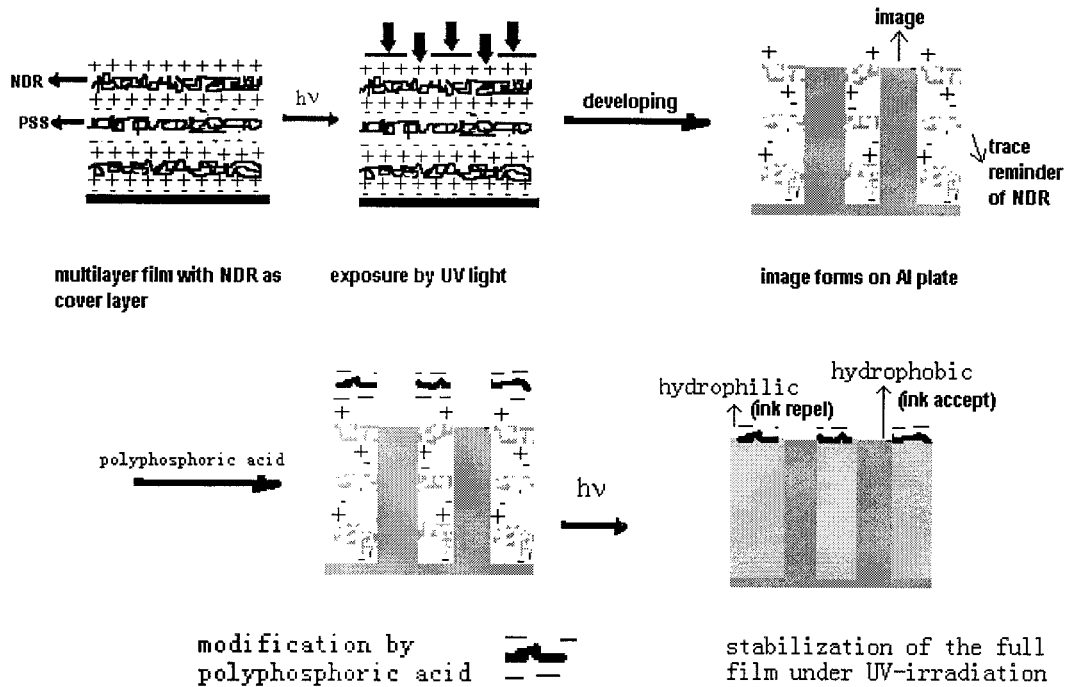 image
NDR
PSS
hν
developing
trace
reminder
of NDR
multilayer film with NDR as
cover layer
exposure by UV light
image forms on Al plate
polyphosphoric acid
hν
hydrophilic
(ink repel)
hydrophobic
(ink accept)
modification by
polyphosphoric acid
stabilization of the full
film under UV-irradiation